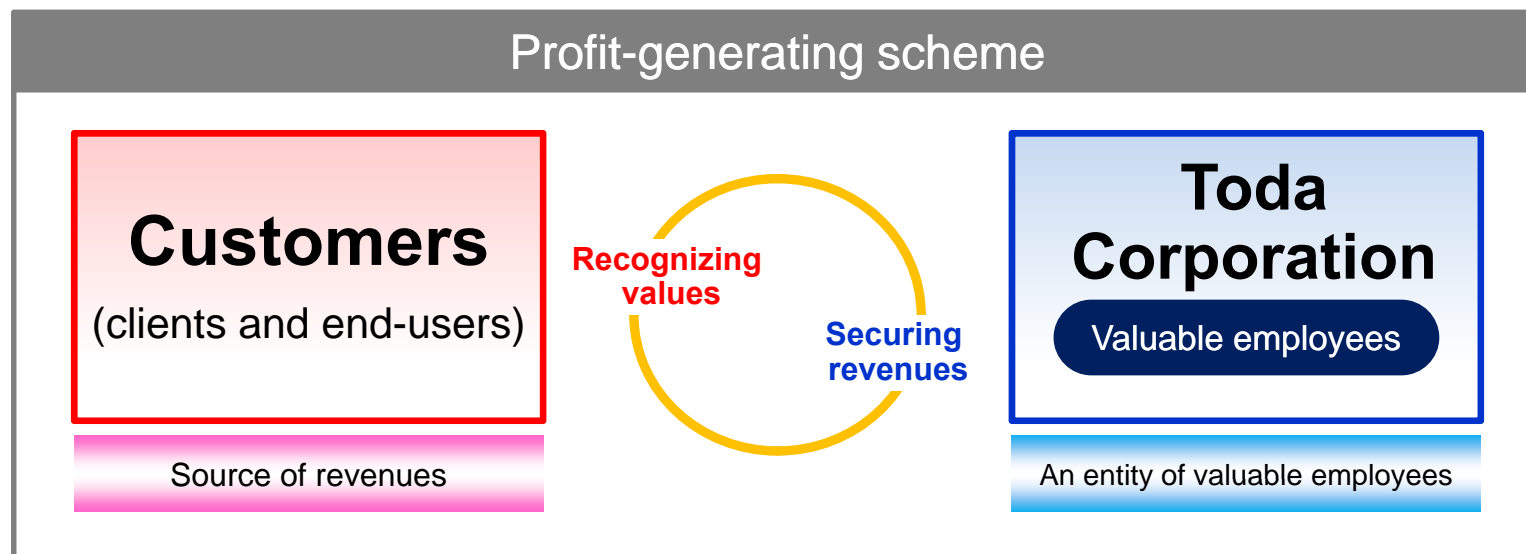 Profit-generating scheme
Customers
(clients and end-users)
Source of revenues
Recognizing
values
Securing
revenues
Toda
Corporation
Valuable employees
An entity of valuable employees